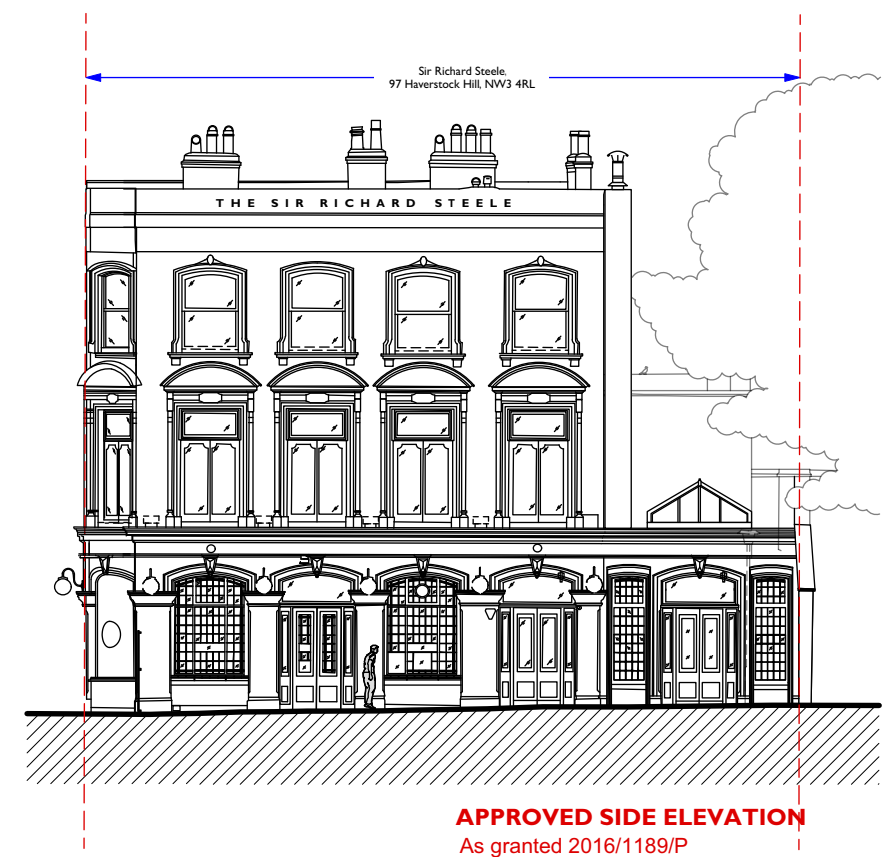 Sir Richard Steele,
97 Haverstock Hill, NW3 4RL
THE SIR RICHARD STEELE
APPROVED SIDE ELEVATION
As granted 2016/1189/P